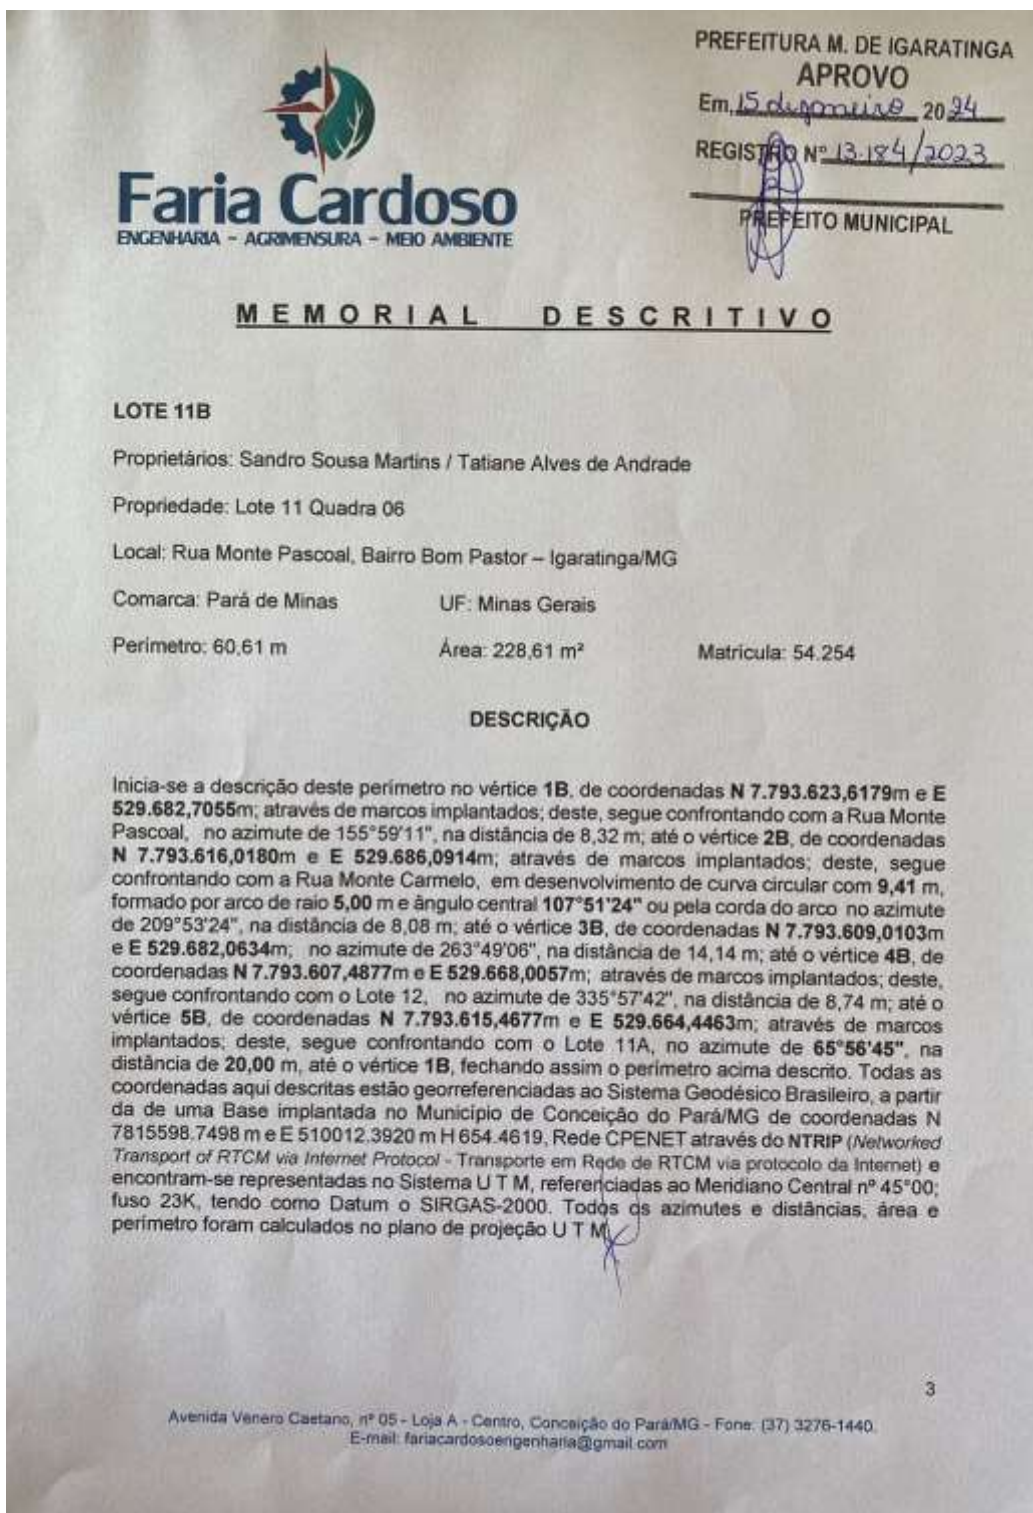 PREFEITURA M. DE IGARATINGA
APROVO
Em, 15 de janeiro 2024
REGISTRO Nº 13.184/2023
PREFEITO MUNICIPAL
Faria Cardoso
ENGENHARIA - AGRIMENSURA - MEIO AMBIENTE
MEMORIAL DESCRITIVO
LOTE 11B
Proprietários: Sandro Sousa Martins / Tatiane Alves de Andrade
Propriedade: Lote 11 Quadra 06
Local: Rua Monte Pascoal, Bairro Bom Pastor – Igaratinga/MG
Comarca: Pará de Minas UF: Minas Gerais
Perímetro: 60,61 m Área: 228,61 m² Matrícula: 54.254
DESCRIÇÃO
Inicia-se a descrição deste perímetro no vértice 1B, de coordenadas N 7.793.623,6179m e E
529.682,7055m; através de marcos implantados; deste, segue confrontando com a Rua Monte
Pascoal, no azimute de 155°59'11", na distância de 8,32 m; até o vértice 2B, de coordenadas
N 7.793.616,0180m e E 529.686,0914m; através de marcos implantados; deste, segue
confrontando com a Rua Monte Carmelo, em desenvolvimento de curva circular com 9,41 m,
formado por arco de raio 5,00 m e ângulo central 107°51'24" ou pela corda do arco no azimute
de 209°53'24", na distância de 8,08 m; até o vértice 3B, de coordenadas N 7.793.609,0103m
e E 529.682,0634m; no azimute de 263°49'06", na distância de 14,14 m; até o vértice 4B, de
coordenadas N 7.793.607,4877m e E 529.668,0057m; através de marcos implantados; deste,
segue confrontando com o Lote 12, no azimute de 335°57'42", na distância de 8,74 m; até o
vértice 5B, de coordenadas N 7.793.615,4677m e E 529.664,4463m; através de marcos
implantados; deste, segue confrontando com o Lote 11A, no azimute de 65°56'45", na
distância de 20,00 m, até o vértice 1B, fechando assim o perímetro acima descrito. Todas as
coordenadas aqui descritas estão georreferenciadas ao Sistema Geodésico Brasileiro, a partir
da de uma Base implantada no Município de Conceição do Pará/MG de coordenadas N
7815598.7498 m e E 510012.3920 m H 654.4619, Rede CPENET através do NTRIP (Networked
Transport of RTCM via Internet Protocol - Transporte em Rede de RTCM via protocolo da Internet) e
encontram-se representadas no Sistema U T M, referenciadas ao Meridiano Central nº 45°00;
fuso 23K, tendo como Datum o SIRGAS-2000. Todos os azimutes e distâncias, área e
perímetro foram calculados no plano de projeção U T M.
3
Avenida Venero Caetano, nº 05 - Loja A - Centro, Conceição do Pará/MG - Fone: (37) 3276-1440.
E-mail: fariacardosoengenharia@gmail.com